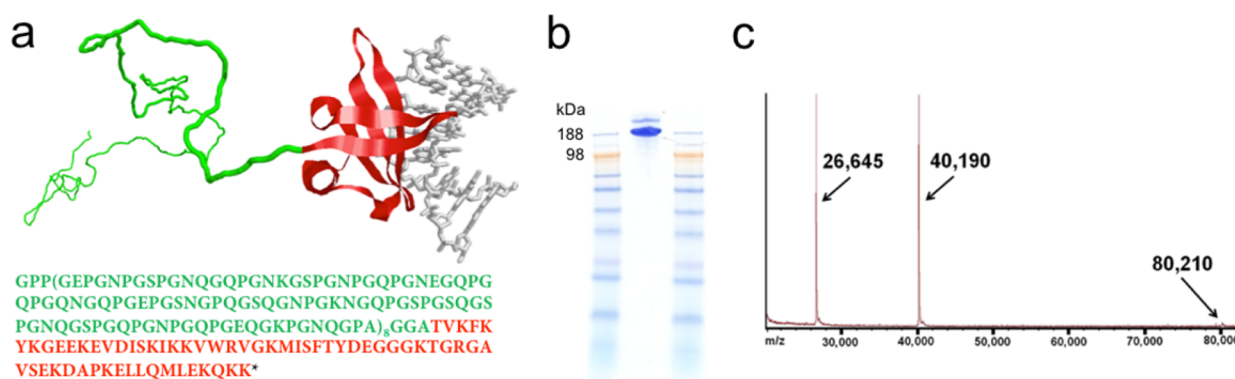 a
b
c
kDa
188
98
26,645
40,190
80,210
m/z
30,000
40,000
50,000
60,000
70,000
80,000
GPP(GEPGNPGSPGNQGQPGNKGSPGNPGQPGNEGQPG
QPGQNGQPGEPGSNGPQGSQGNPGKNGQPGSPGSQGS
PGNQGSPGQPGNPGQPGEQGKPGNQGPA)₈GGATVKFK
YKGEEKEVDISKIKKVWRVGKMISFTYDEGGGKTGRGA
VSEKDAPKELLQMLEKQKK*